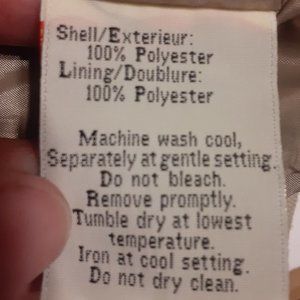 Shell/Exterieur:
100% Polyester
Lining/Doublure:
100% Polyester
Machine wash cool,
Separately at gentle setting.
Do not bleach.
Remove promptly.
Tumble dry at lowest
temperature.
Iron at cool setting.
Do not dry clean.